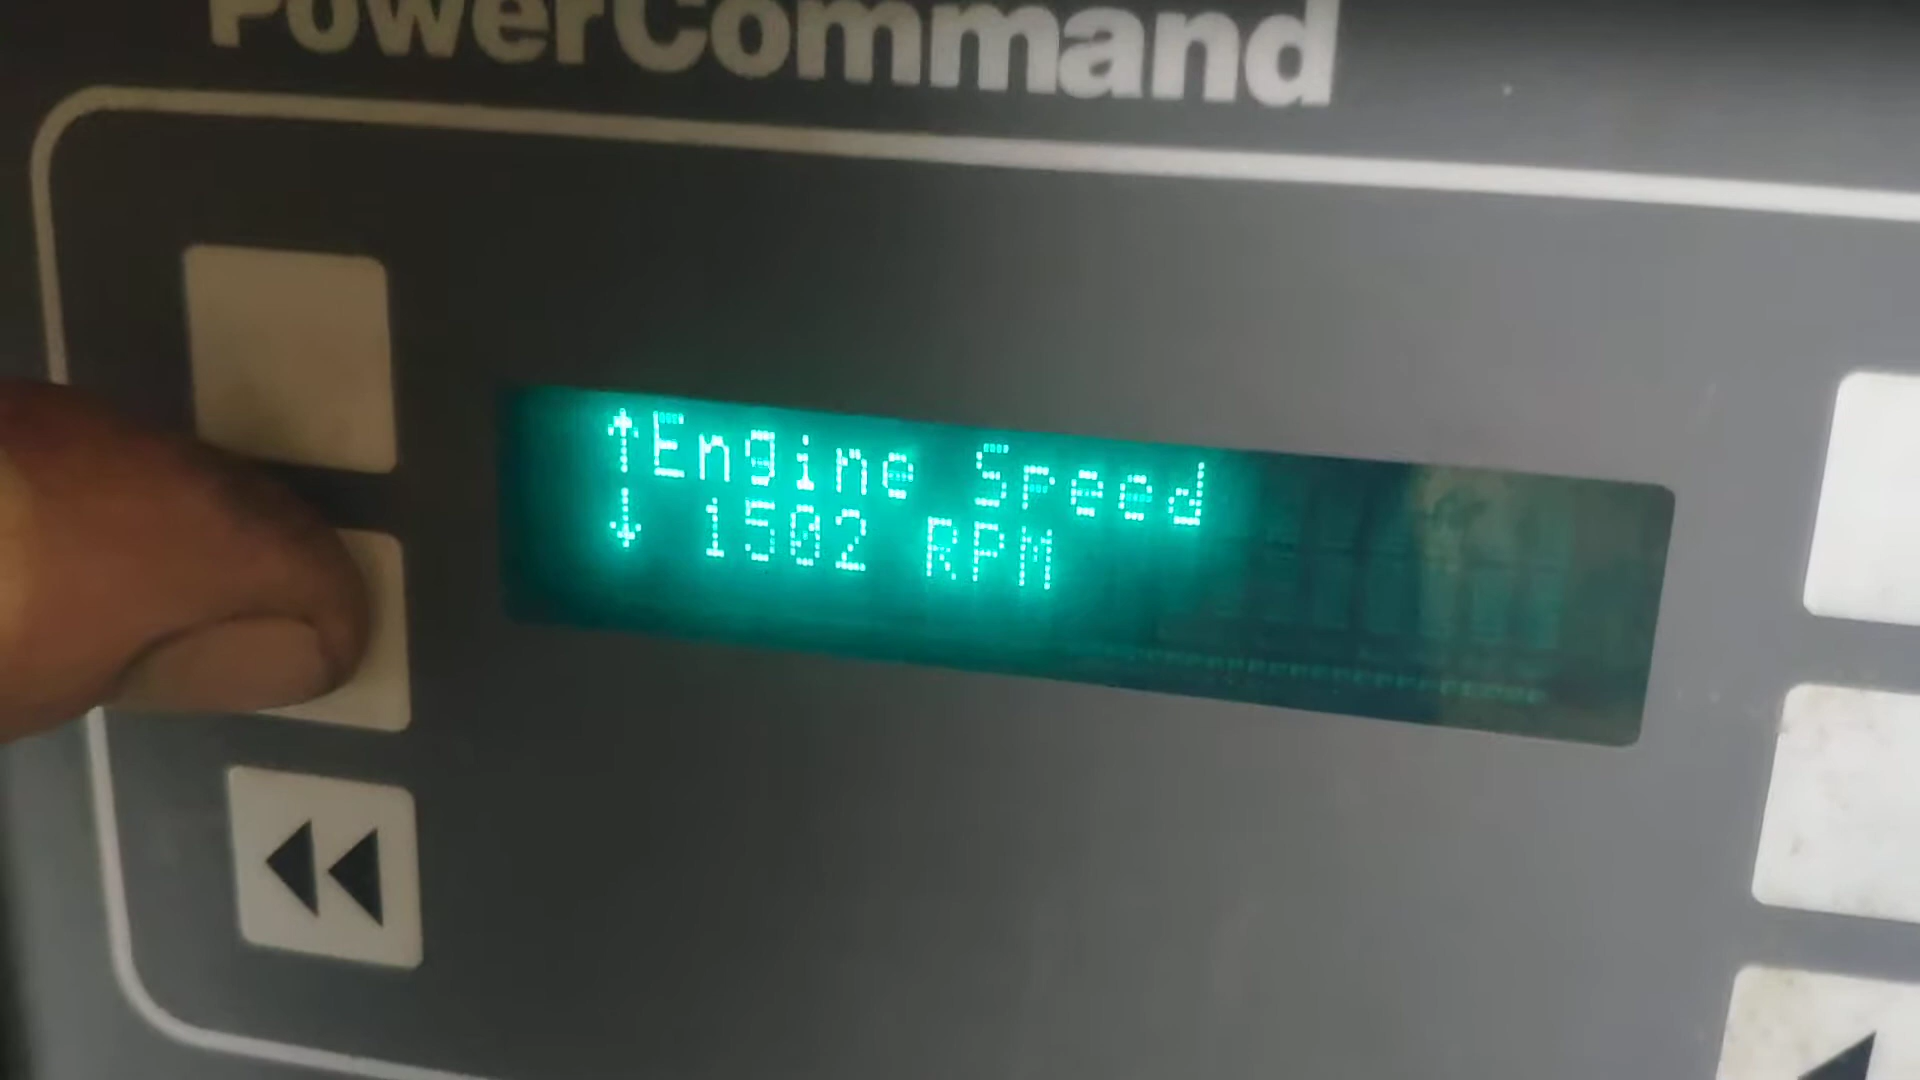 PowerCommand
↑Engine Speed
↓ 1502 RPM